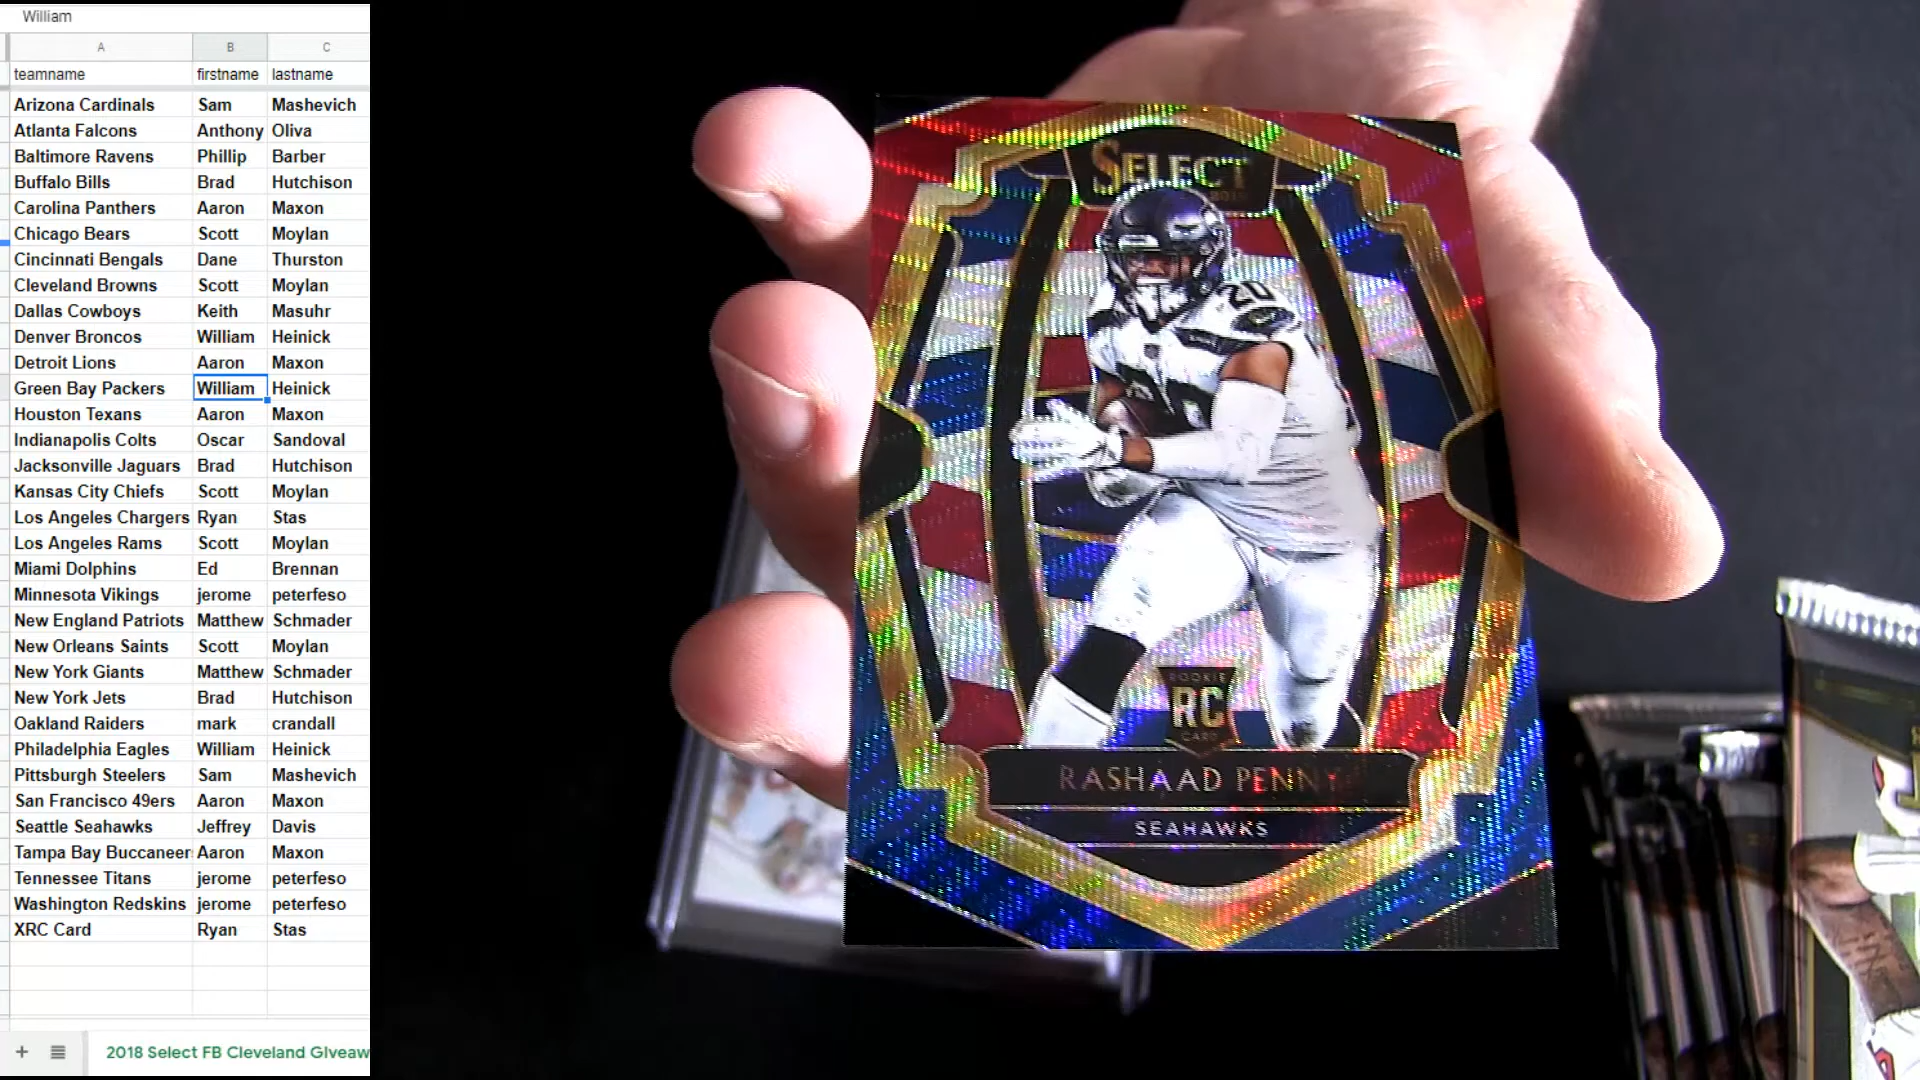 William
A B C
teamname firstname lastname
Arizona Cardinals Sam Mashevich
Atlanta Falcons Anthony Oliva
Baltimore Ravens Phillip Barber
Buffalo Bills Brad Hutchison
Carolina Panthers Aaron Maxon
Chicago Bears Scott Moylan
Cincinnati Bengals Dane Thurston
Cleveland Browns Scott Moylan
Dallas Cowboys Keith Masuhr
Denver Broncos William Heinick
Detroit Lions Aaron Maxon
Green Bay Packers William Heinick
Houston Texans Aaron Maxon
Indianapolis Colts Oscar Sandoval
Jacksonville Jaguars Brad Hutchison
Kansas City Chiefs Scott Moylan
Los Angeles Chargers Ryan Stas
Los Angeles Rams Scott Moylan
Miami Dolphins Ed Brennan
Minnesota Vikings jerome peterfeso
New England Patriots Matthew Schmader
New Orleans Saints Scott Moylan
New York Giants Matthew Schmader
New York Jets Brad Hutchison
Oakland Raiders mark crandall
Philadelphia Eagles William Heinick
Pittsburgh Steelers Sam Mashevich
San Francisco 49ers Aaron Maxon
Seattle Seahawks Jeffrey Davis
Tampa Bay Buccaneer Aaron Maxon
Tennessee Titans jerome peterfeso
Washington Redskins jerome peterfeso
XRC Card Ryan Stas
2018 Select FB Cleveland GIveaw
SELECT
20
ROOKIE
RC
CARD
RASHAAD PENNY
SEAHAWKS